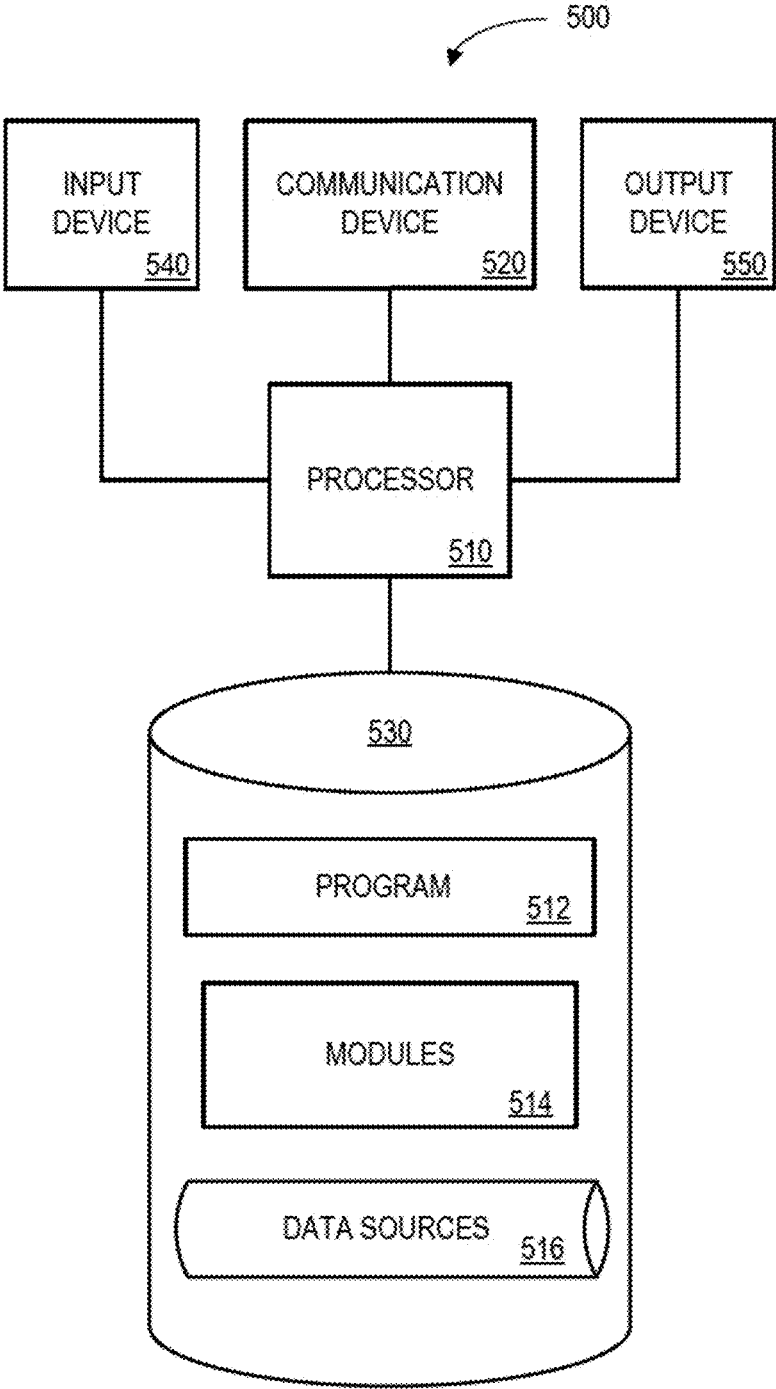 500
INPUT
DEVICE
540
COMMUNICATION
DEVICE
520
OUTPUT
DEVICE
550
PROCESSOR
510
530
PROGRAM
512
MODULES
514
DATA SOURCES
516